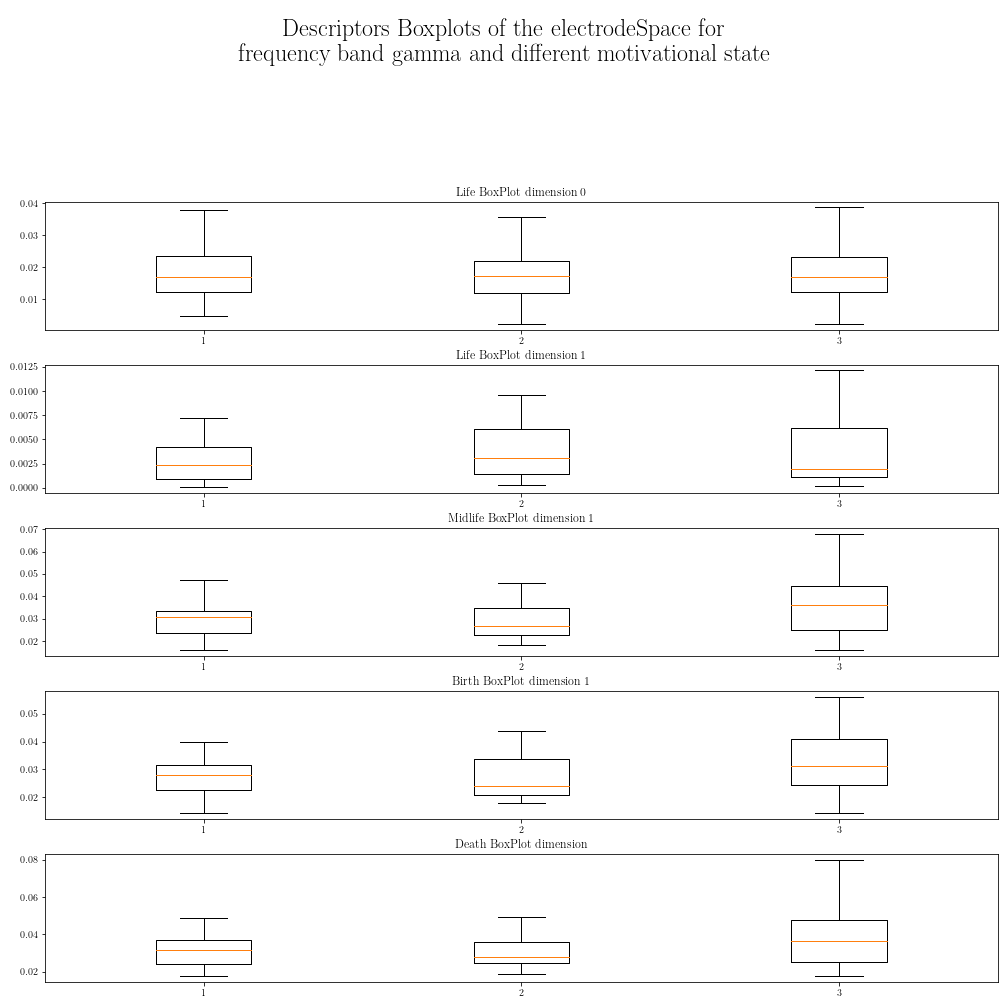 Descriptors Boxplots of the electrodeSpace for
frequency band gamma and different motivational state
Life BoxPlot dimension 0
0.04
0.03
0.02
0.01
1 2 3
Life BoxPlot dimension 1
0.0125
0.0100
0.0075
0.0050
0.0025
0.0000
1 2 3
Midlife BoxPlot dimension 1
0.07
0.06
0.05
0.04
0.03
0.02
1 2 3
Birth BoxPlot dimension 1
0.05
0.04
0.03
0.02
1 2 3
Death BoxPlot dimension
0.08
0.06
0.04
0.02
1 2 3